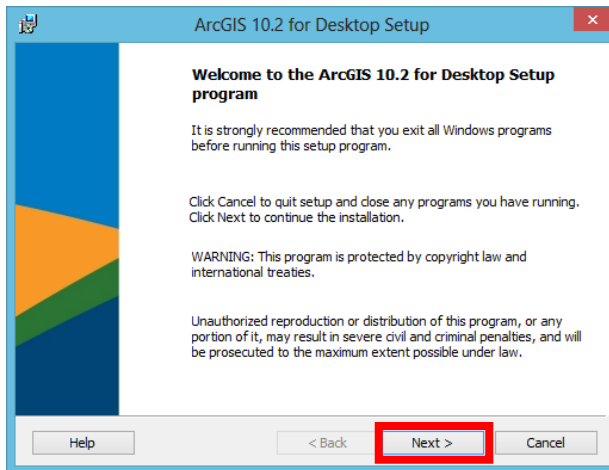 ArcGIS 10.2 for Desktop Setup
Welcome to the ArcGIS 10.2 for Desktop Setup
program
It is strongly recommended that you exit all Windows programs
before running this setup program.
Click Cancel to quit setup and close any programs you have running.
Click Next to continue the installation.
WARNING: This program is protected by copyright law and
international treaties.
Unauthorized reproduction or distribution of this program, or any
portion of it, may result in severe civil and criminal penalties, and will
be prosecuted to the maximum extent possible under law.
Help < Back Next > Cancel